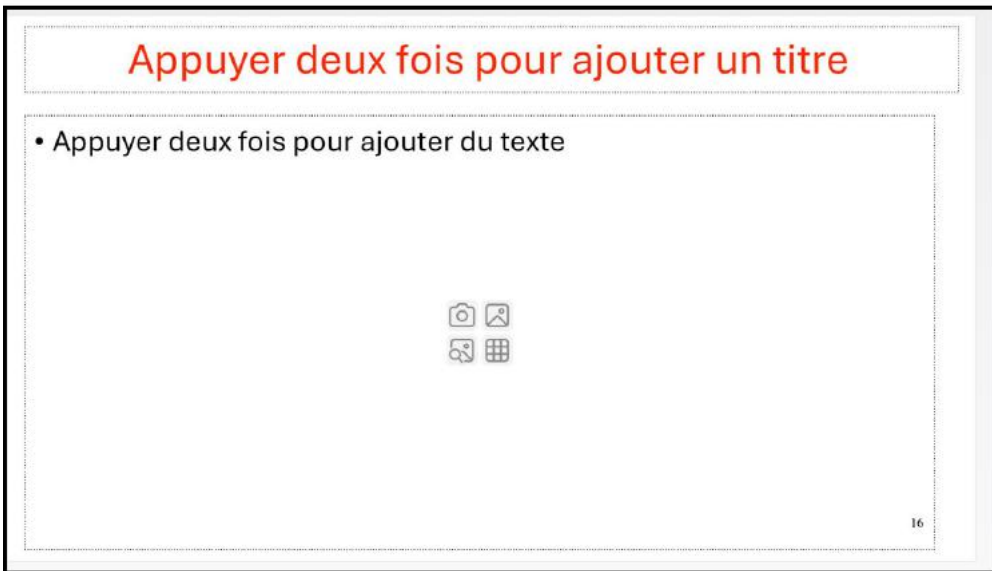 Appuyer deux fois pour ajouter un titre
• Appuyer deux fois pour ajouter du texte
16